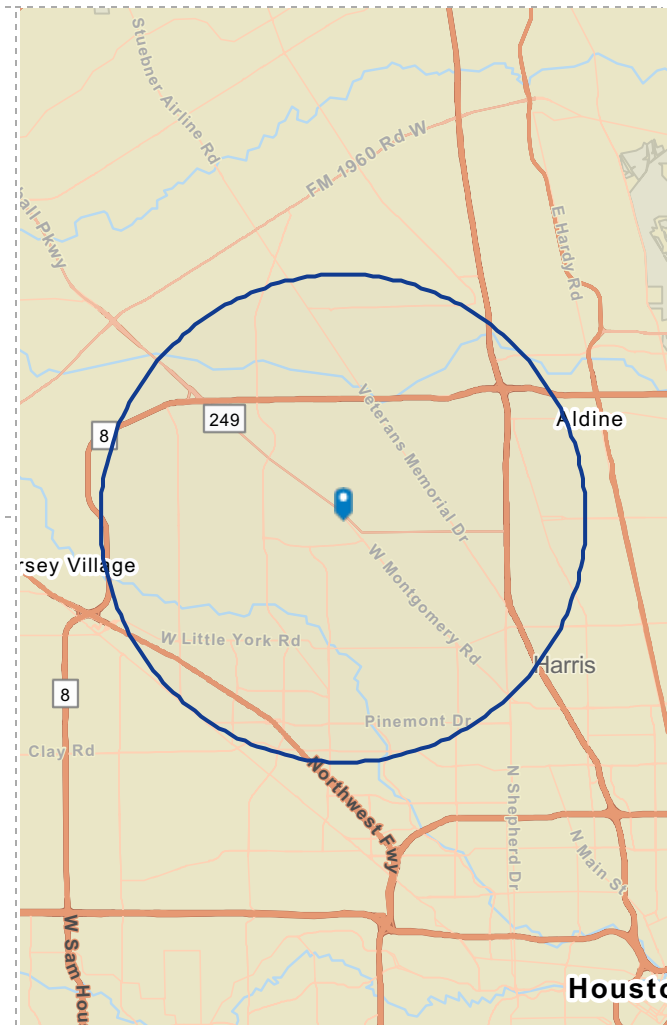 Stuebner Airline Rd
FM 1960 Rd W
all Pkwy
E Hardy Rd
Veterans Memorial Dr
249
8
Aldine
rsey Village
W Montgomery Rd
W Little York Rd
Harris
8
Pinemont Dr
Clay Rd
Northwest Fwy
N Shepherd Dr
N Main St
W Sam Hous
Housto